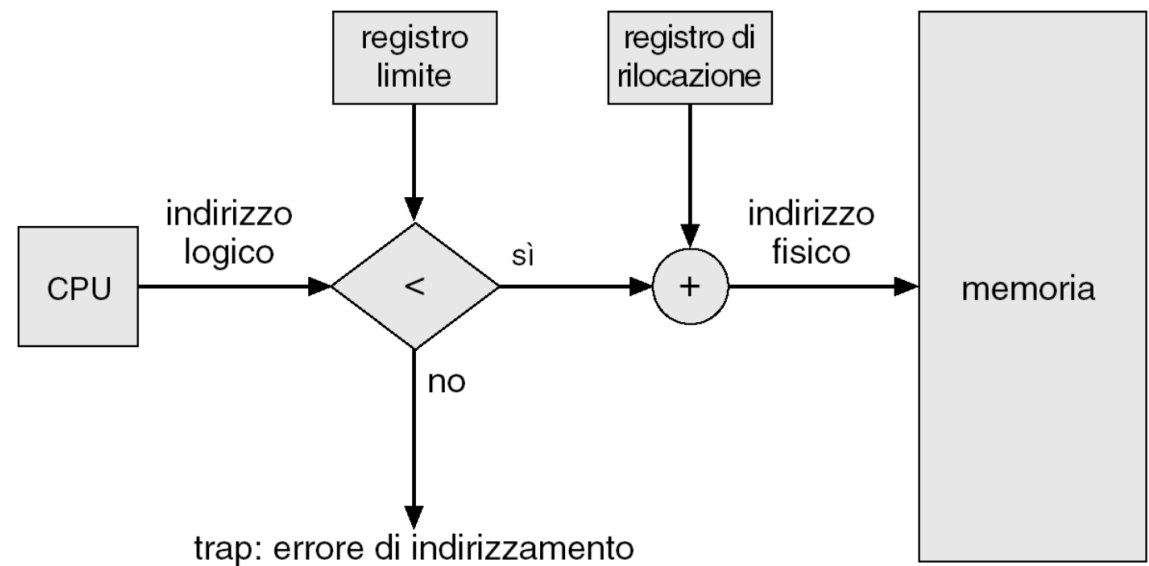 registro
limite
registro di
rilocazione
indirizzo
logico
sì
indirizzo
fisico
CPU
<
+
memoria
no
trap: errore di indirizzamento